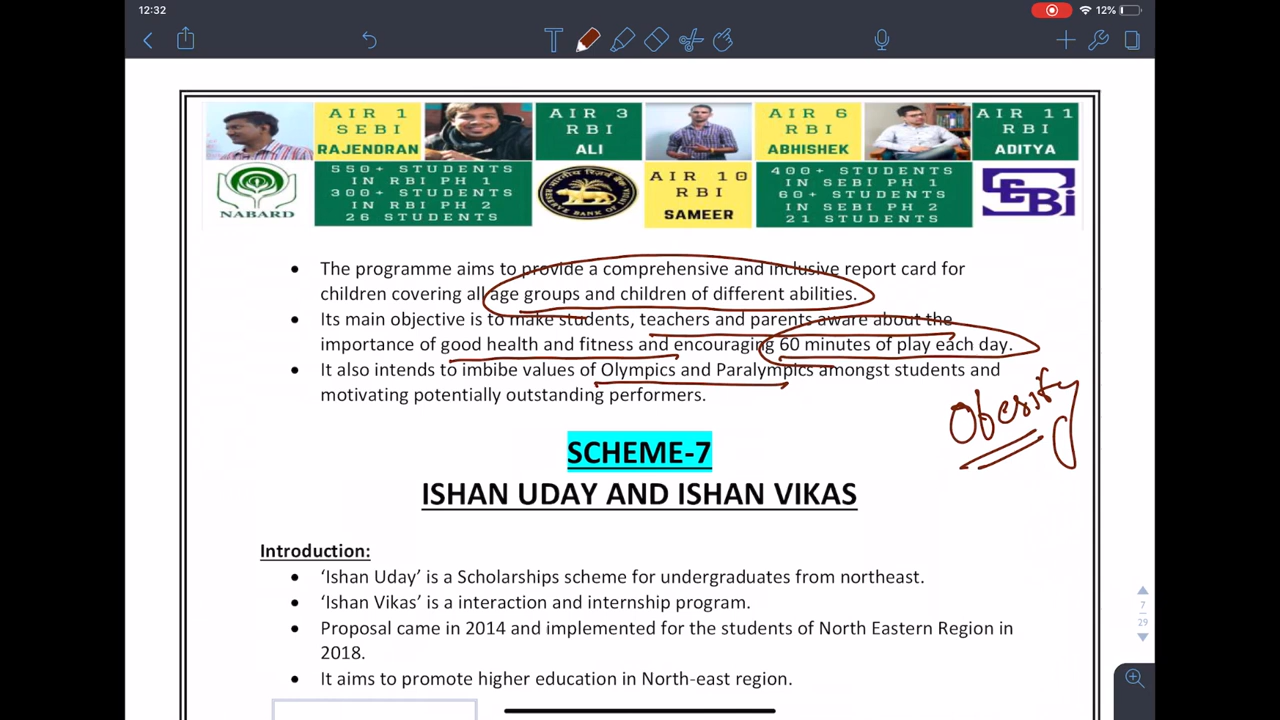 12:32
12%
T
AIR 1
SEBI
RAJENDRAN
AIR 3
RBI
ALI
AIR 6
RBI
ABHISHEK
AIR 11
RBI
ADITYA
NABARD
550+ STUDENTS
IN RBI PH 1
300+ STUDENTS
IN RBI PH 2
26 STUDENTS
AIR 10
RBI
SAMEER
400+ STUDENTS
IN SEBI PH 1
60+ STUDENTS
IN SEBI PH 2
21 STUDENTS
SEBI
• The programme aims to provide a comprehensive and inclusive report card for
children covering all age groups and children of different abilities.
• Its main objective is to make students, teachers and parents aware about the
importance of good health and fitness and encouraging 60 minutes of play each day.
• It also intends to imbibe values of Olympics and Paralympics amongst students and
motivating potentially outstanding performers.
Obesity
SCHEME-7
ISHAN UDAY AND ISHAN VIKAS
Introduction:
• ‘Ishan Uday’ is a Scholarships scheme for undergraduates from northeast.
• ‘Ishan Vikas’ is a interaction and internship program.
• Proposal came in 2014 and implemented for the students of North Eastern Region in
2018.
• It aims to promote higher education in North-east region.
7
29